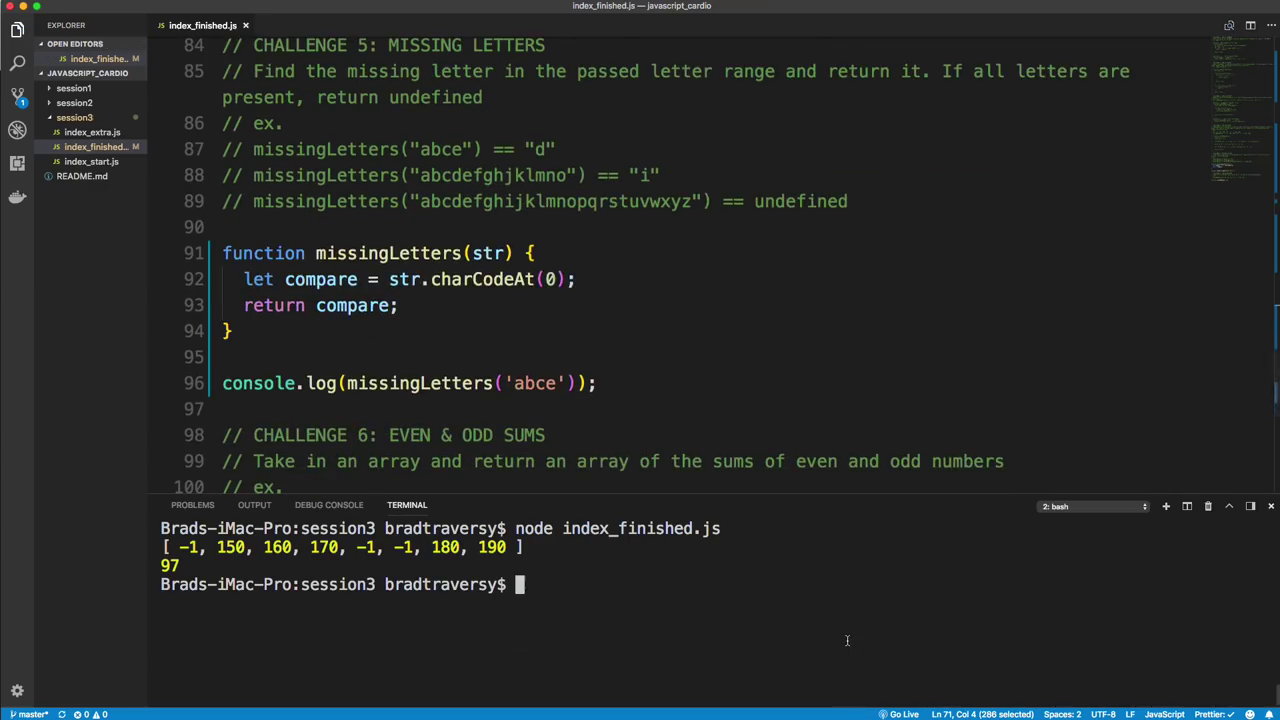 index_finished.js — javascript_cardio
EXPLORER
OPEN EDITORS
index_finishe... M
JAVASCRIPT_CARDIO
session1
session2
session3
JS index_extra.js
JS index_finished... M
JS index_start.js
README.md
1
JS index_finished.js ×
84 // CHALLENGE 5: MISSING LETTERS
85 // Find the missing letter in the passed letter range and return it. If all letters are
present, return undefined
86 // ex.
87 // missingLetters("abce") == "d"
88 // missingLetters("abcdefghjklmno") == "i"
89 // missingLetters("abcdefghijklmnopqrstuvwxyz") == undefined
90
91 function missingLetters(str) {
92 let compare = str.charCodeAt(0);
93 return compare;
94 }
95
96 console.log(missingLetters('abce'));
97
98 // CHALLENGE 6: EVEN & ODD SUMS
99 // Take in an array and return an array of the sums of even and odd numbers
100 // ex.
PROBLEMS OUTPUT DEBUG CONSOLE TERMINAL 2: bash
Brads-iMac-Pro:session3 bradtraversy$ node index_finished.js
[ -1, 150, 160, 170, -1, -1, 180, 190 ]
97
Brads-iMac-Pro:session3 bradtraversy$
master* 0 0 Go Live Ln 71, Col 4 (286 selected) Spaces: 2 UTF-8 LF JavaScript Prettier: ✓